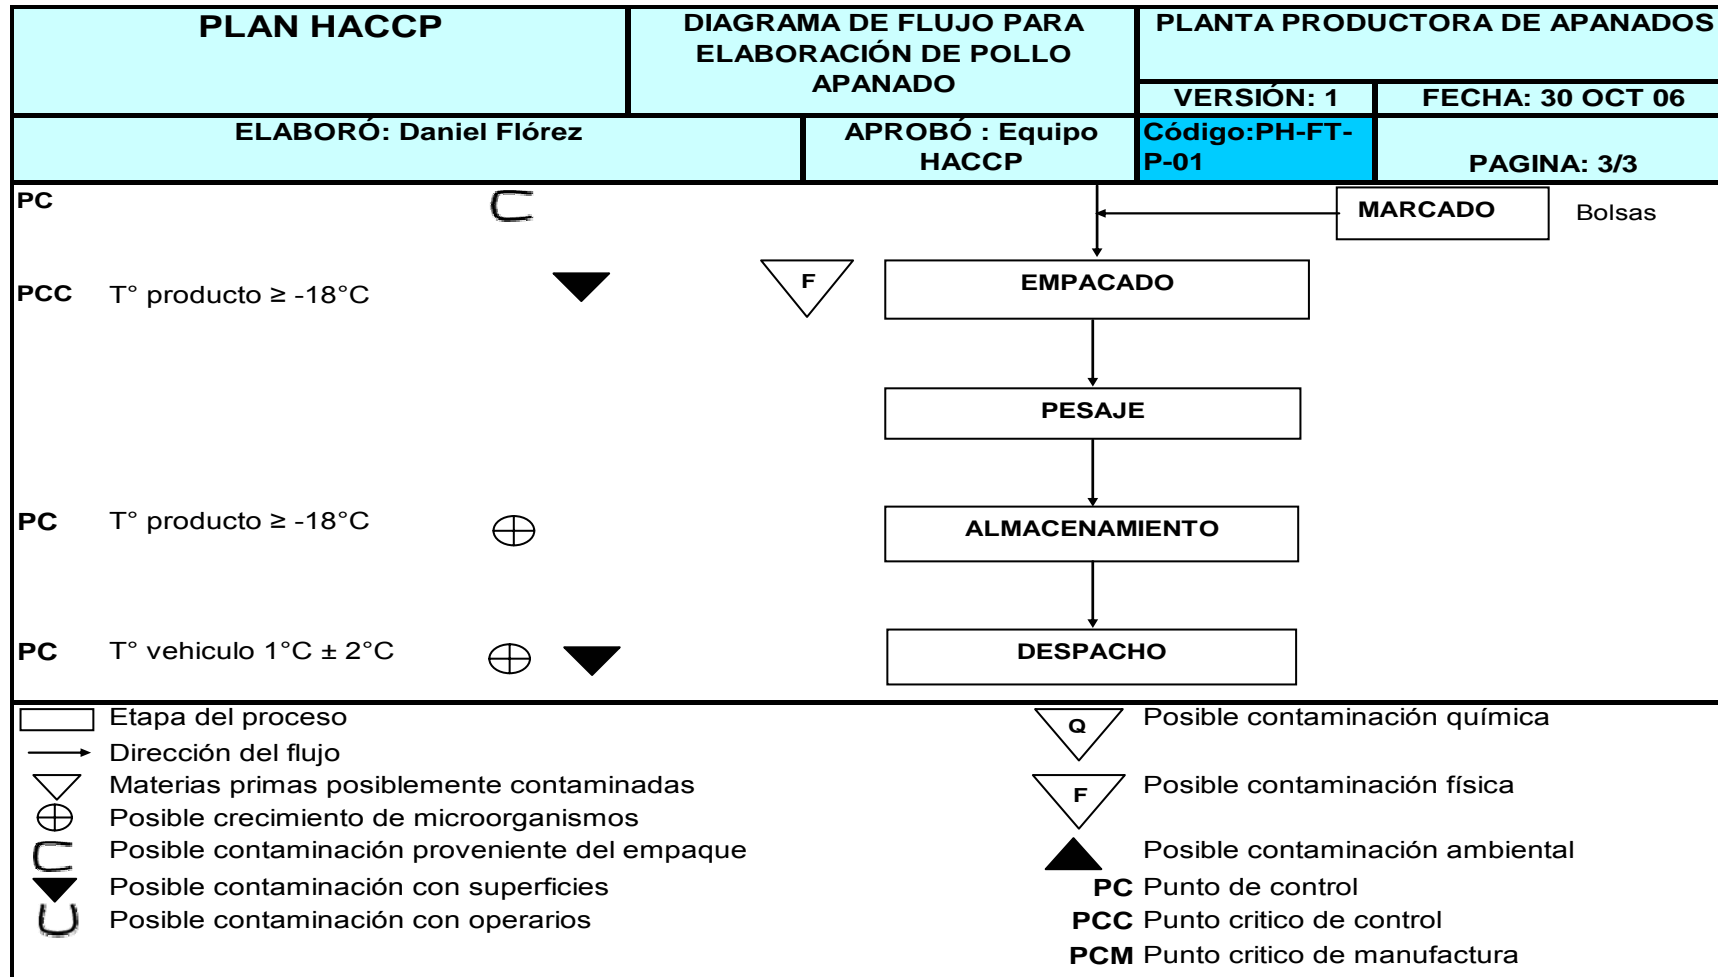 PLAN HACCP
DIAGRAMA DE FLUJO PARA
ELABORACIÓN DE POLLO
APANADO
PLANTA PRODUCTORA DE APANADOS
VERSIÓN: 1
FECHA: 30 OCT 06
ELABORÓ: Daniel Flórez
APROBÓ : Equipo
HACCP
Código:PH-FT-
P-01
PAGINA: 3/3
PC
MARCADO
Bolsas
PCC
T° producto ≥ -18°C
F
EMPACADO
PESAJE
PC
T° producto ≥ -18°C
ALMACENAMIENTO
PC
T° vehiculo 1°C ± 2°C
DESPACHO
Etapa del proceso
Dirección del flujo
Materias primas posiblemente contaminadas
Posible crecimiento de microorganismos
Posible contaminación proveniente del empaque
Posible contaminación con superficies
Posible contaminación con operarios
Q
Posible contaminación química
F
Posible contaminación física
Posible contaminación ambiental
PC Punto de control
PCC Punto critico de control
PCM Punto critico de manufactura